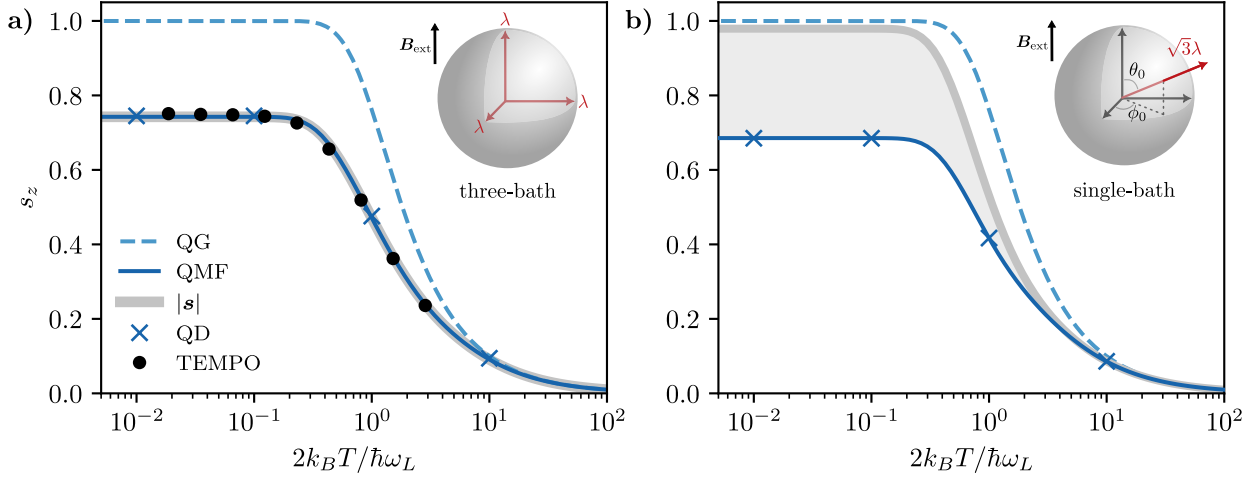 a)
1.0
0.8
0.6
0.4
0.2
0.0
s_z
B_ext
λ
λ
λ
three-bath
QG
QMF
|s|
QD
TEMPO
10^−2
10^−1
10^0
10^1
10^2
2k_BT/ħω_L
b)
1.0
0.8
0.6
0.4
0.2
0.0
B_ext
√3λ
θ_0
ϕ_0
single-bath
10^−2
10^−1
10^0
10^1
10^2
2k_BT/ħω_L